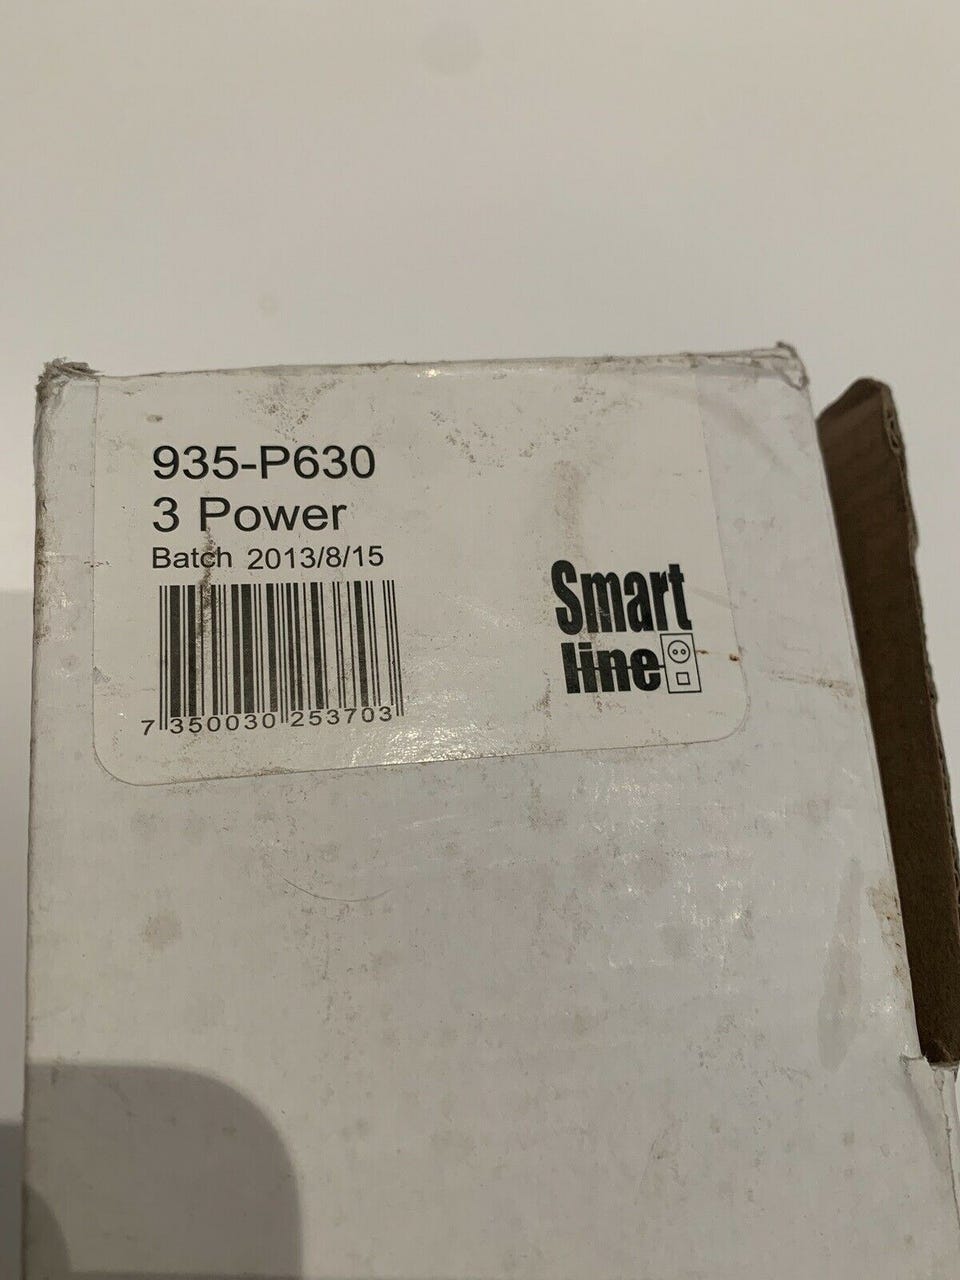 935-P630
3 Power
Batch 2013/8/15
7 350030 253703
Smart
line